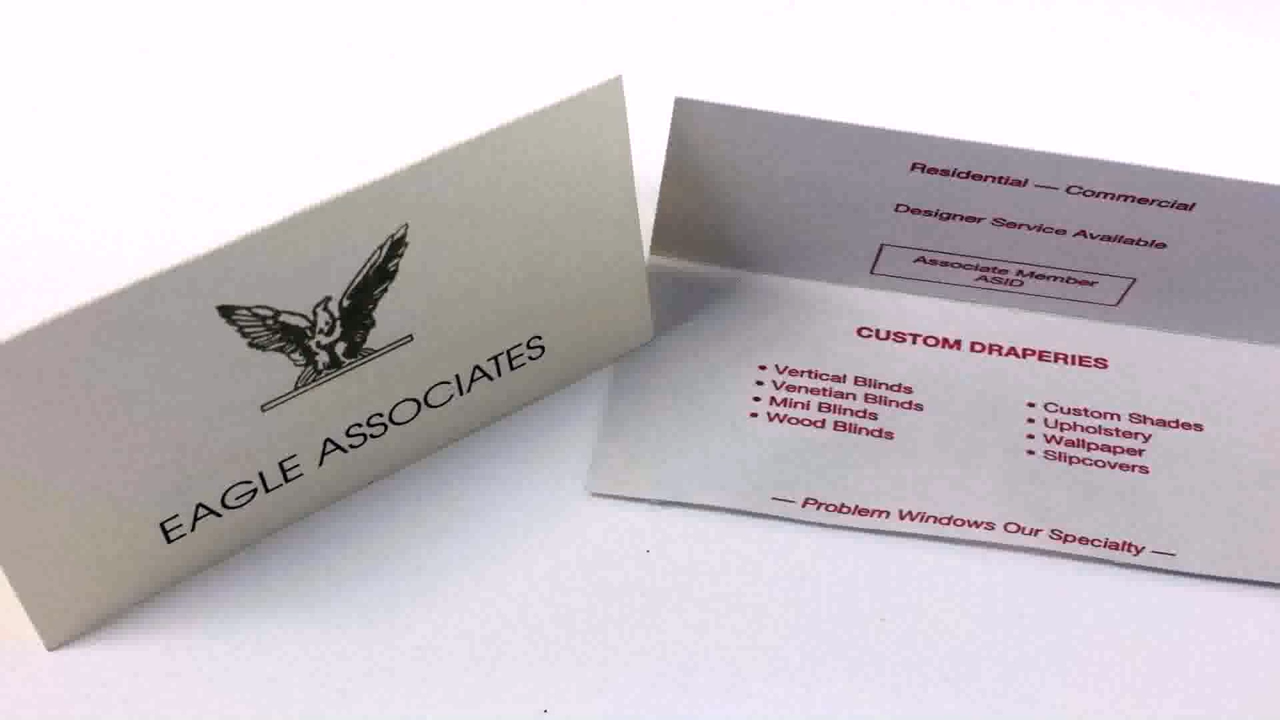 EAGLE ASSOCIATES
Residential — Commercial
Designer Service Available
Associate Member
ASID
CUSTOM DRAPERIES
• Vertical Blinds
• Venetian Blinds
• Mini Blinds
• Wood Blinds
• Custom Shades
• Upholstery
• Wallpaper
• Slipcovers
— Problem Windows Our Specialty —